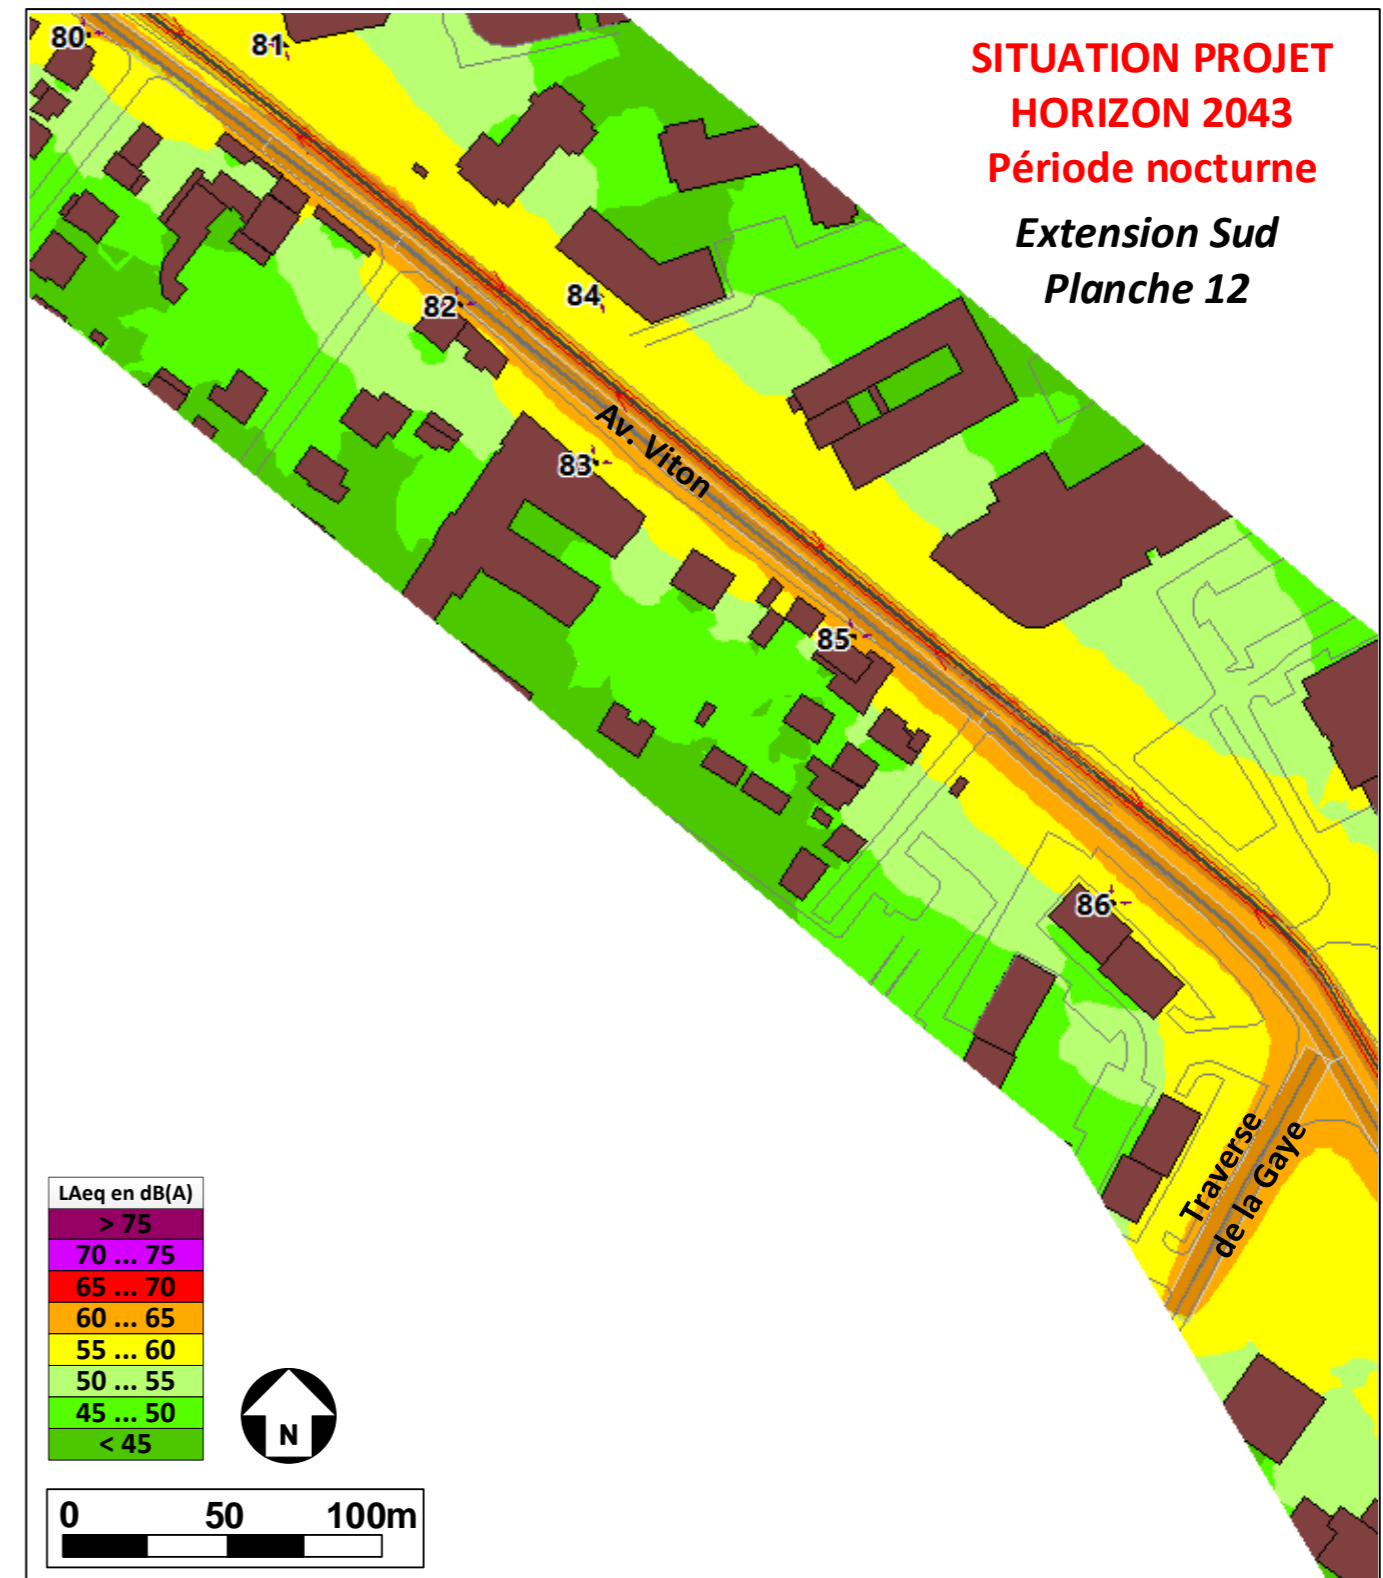 SITUATION PROJET
HORIZON 2043
Période nocturne
Extension Sud
Planche 12
80
81
82
84
83
Av. Viton
85
86
Traverse
de la Gaye
LAeq en dB(A)
> 75
70 ... 75
65 ... 70
60 ... 65
55 ... 60
50 ... 55
45 ... 50
< 45
N
0 50 100m